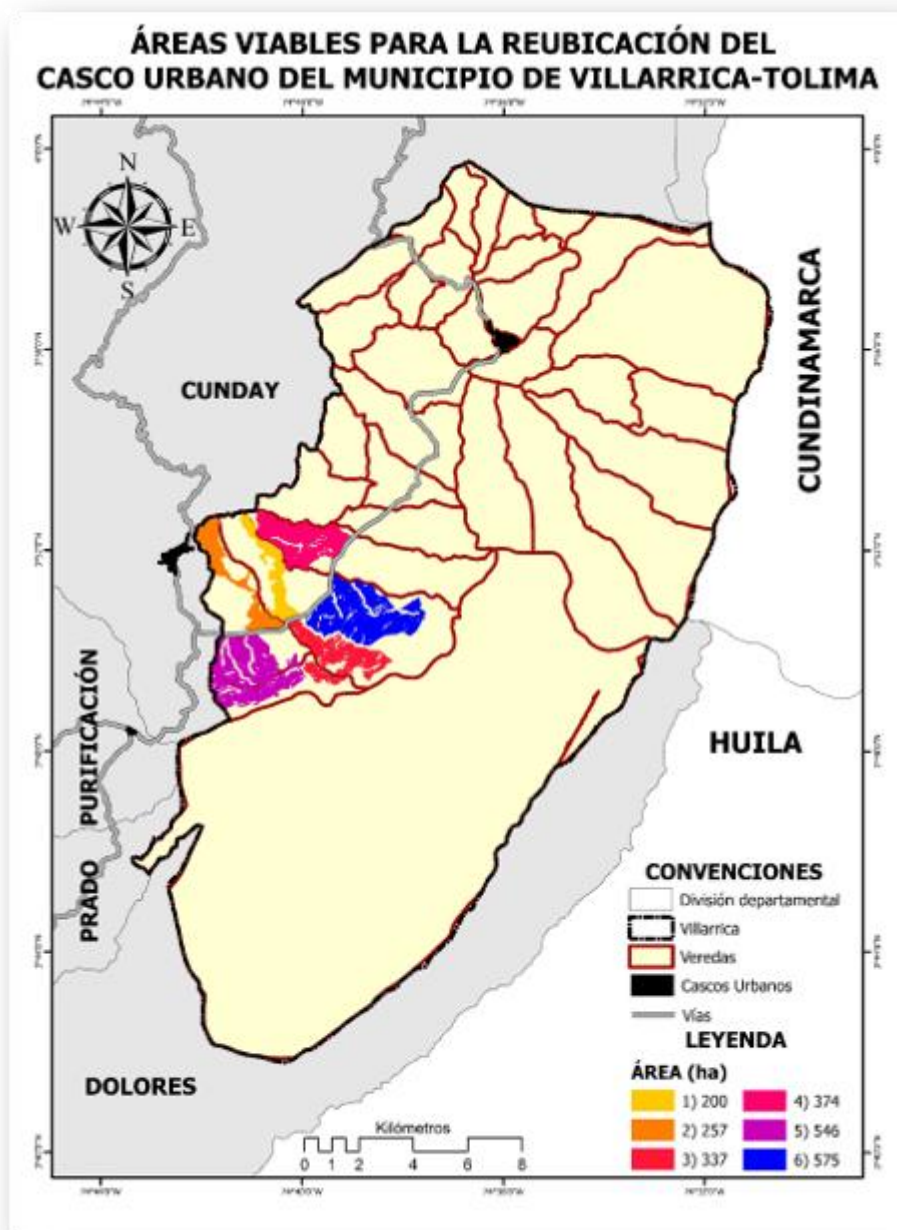 ÁREAS VIABLES PARA LA REUBICACIÓN DEL
CASCO URBANO DEL MUNICIPIO DE VILLARRICA-TOLIMA
N
W
E
S
CUNDAY
CUNDINAMARCA
PURIFICACIÓN
PRADO
HUILA
DOLORES
CONVENCIONES
División departamental
Villarrica
Veredas
Cascos Urbanos
Vías
LEYENDA
ÁREA (ha)
1) 200
4) 374
2) 257
5) 546
3) 337
6) 575
Kilómetros
0 1 2 4 6 8